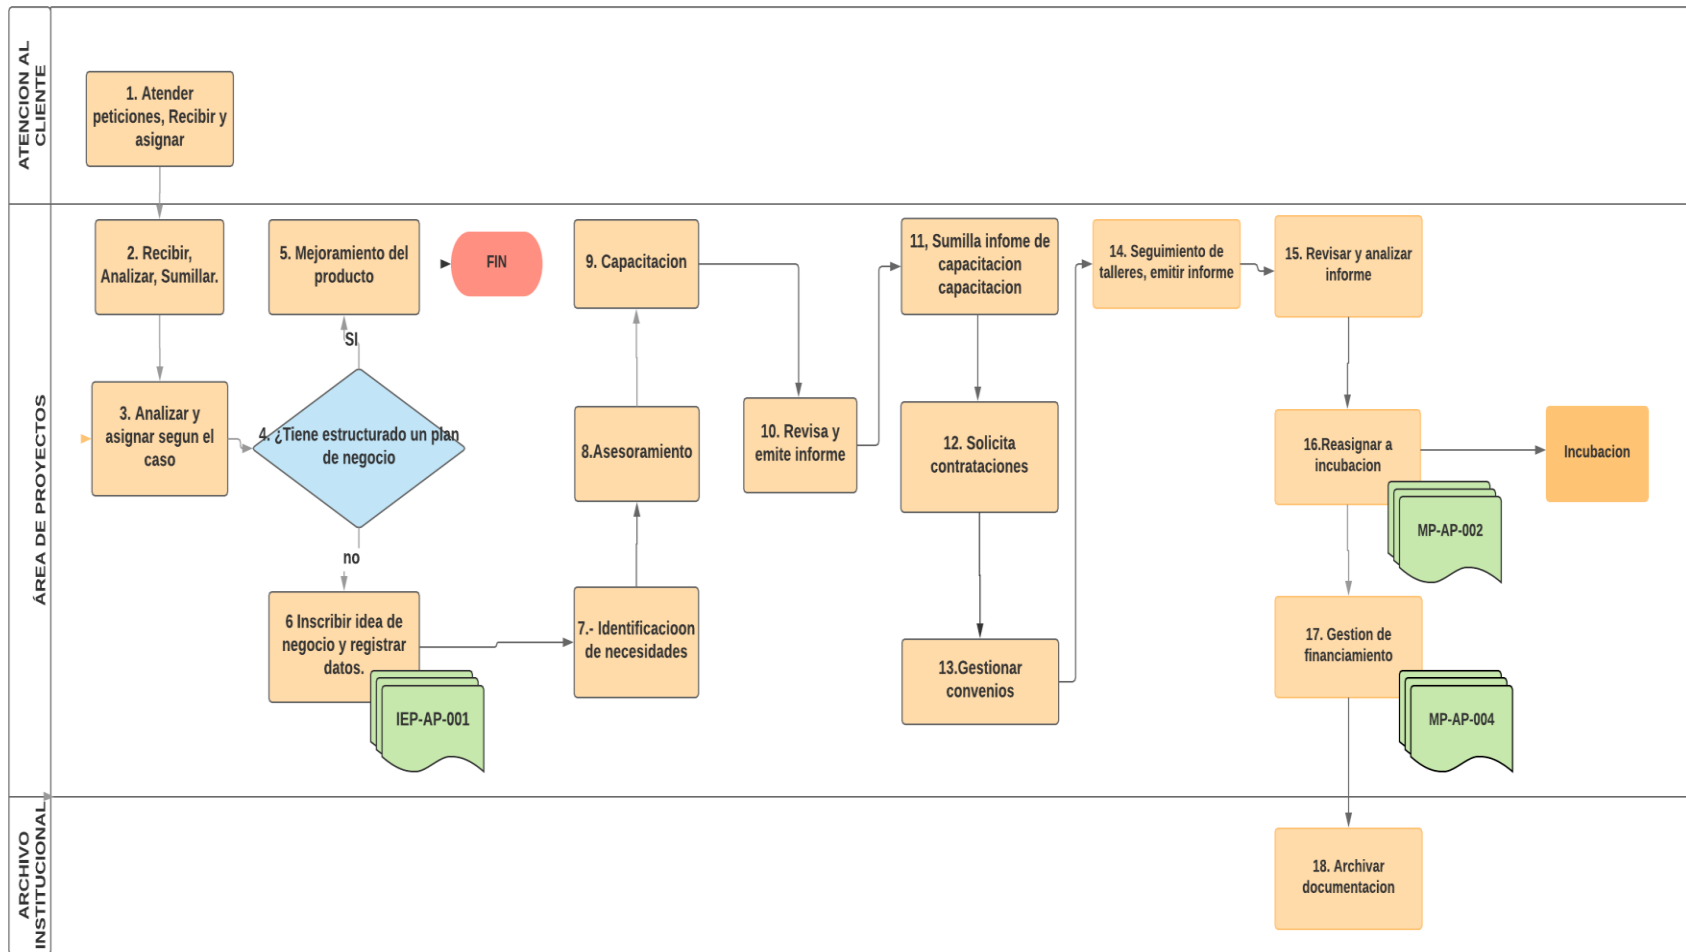 ATENCION AL
CLIENTE
1. Atender
peticiones, Recibir y
asignar
ÁREA DE PROYECTOS
2. Recibir,
Analizar, Sumillar.
3. Analizar y
asignar segun el
caso
4. ¿Tiene estructurado un plan
de negocio
SI
5. Mejoramiento del
producto
FIN
no
6 Inscribir idea de
negocio y registrar
datos.
IEP-AP-001
7.- Identificacioon
de necesidades
8.Asesoramiento
9. Capacitacion
10. Revisa y
emite informe
11, Sumilla infome de
capacitacion
capacitacion
12. Solicita
contrataciones
13.Gestionar
convenios
14. Seguimiento de
talleres, emitir informe
15. Revisar y analizar
informe
16.Reasignar a
incubacion
MP-AP-002
Incubacion
17. Gestion de
financiamiento
MP-AP-004
ARCHIVO
INSTITUCIONAL
18. Archivar
documentacion